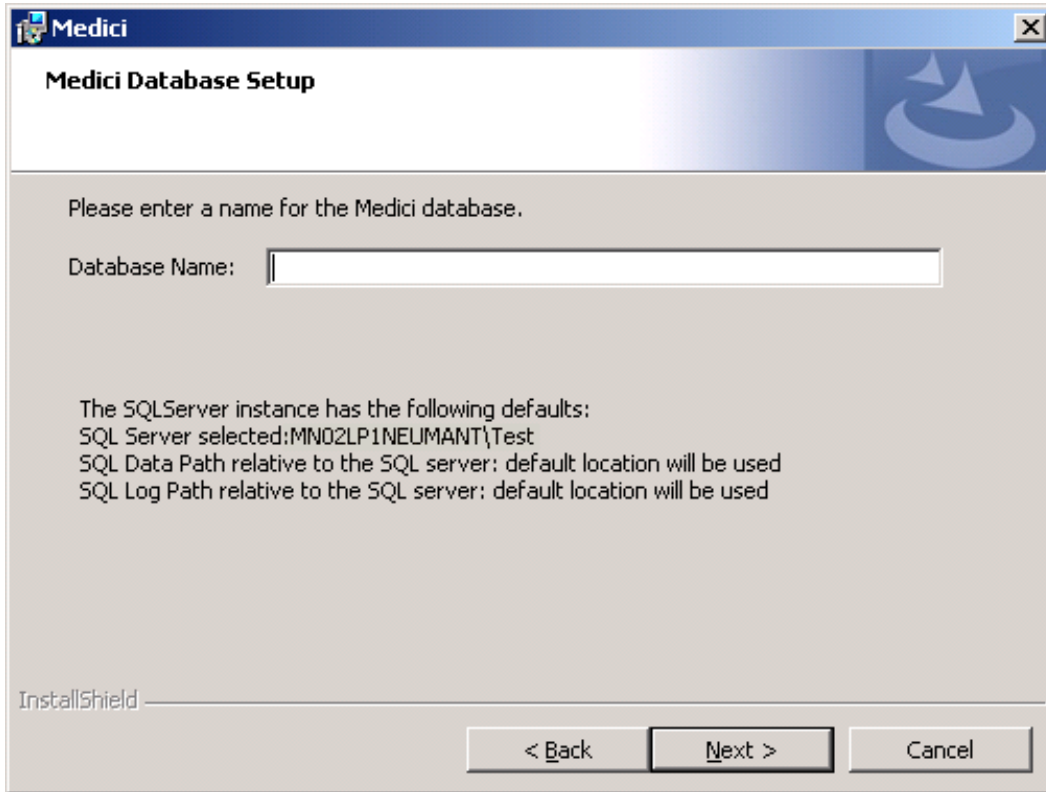 Medici
Medici Database Setup
Please enter a name for the Medici database.
Database Name:
The SQLServer instance has the following defaults:
SQL Server selected:MN02LP1NEUMANT\Test
SQL Data Path relative to the SQL server: default location will be used
SQL Log Path relative to the SQL server: default location will be used
InstallShield
< Back Next > Cancel